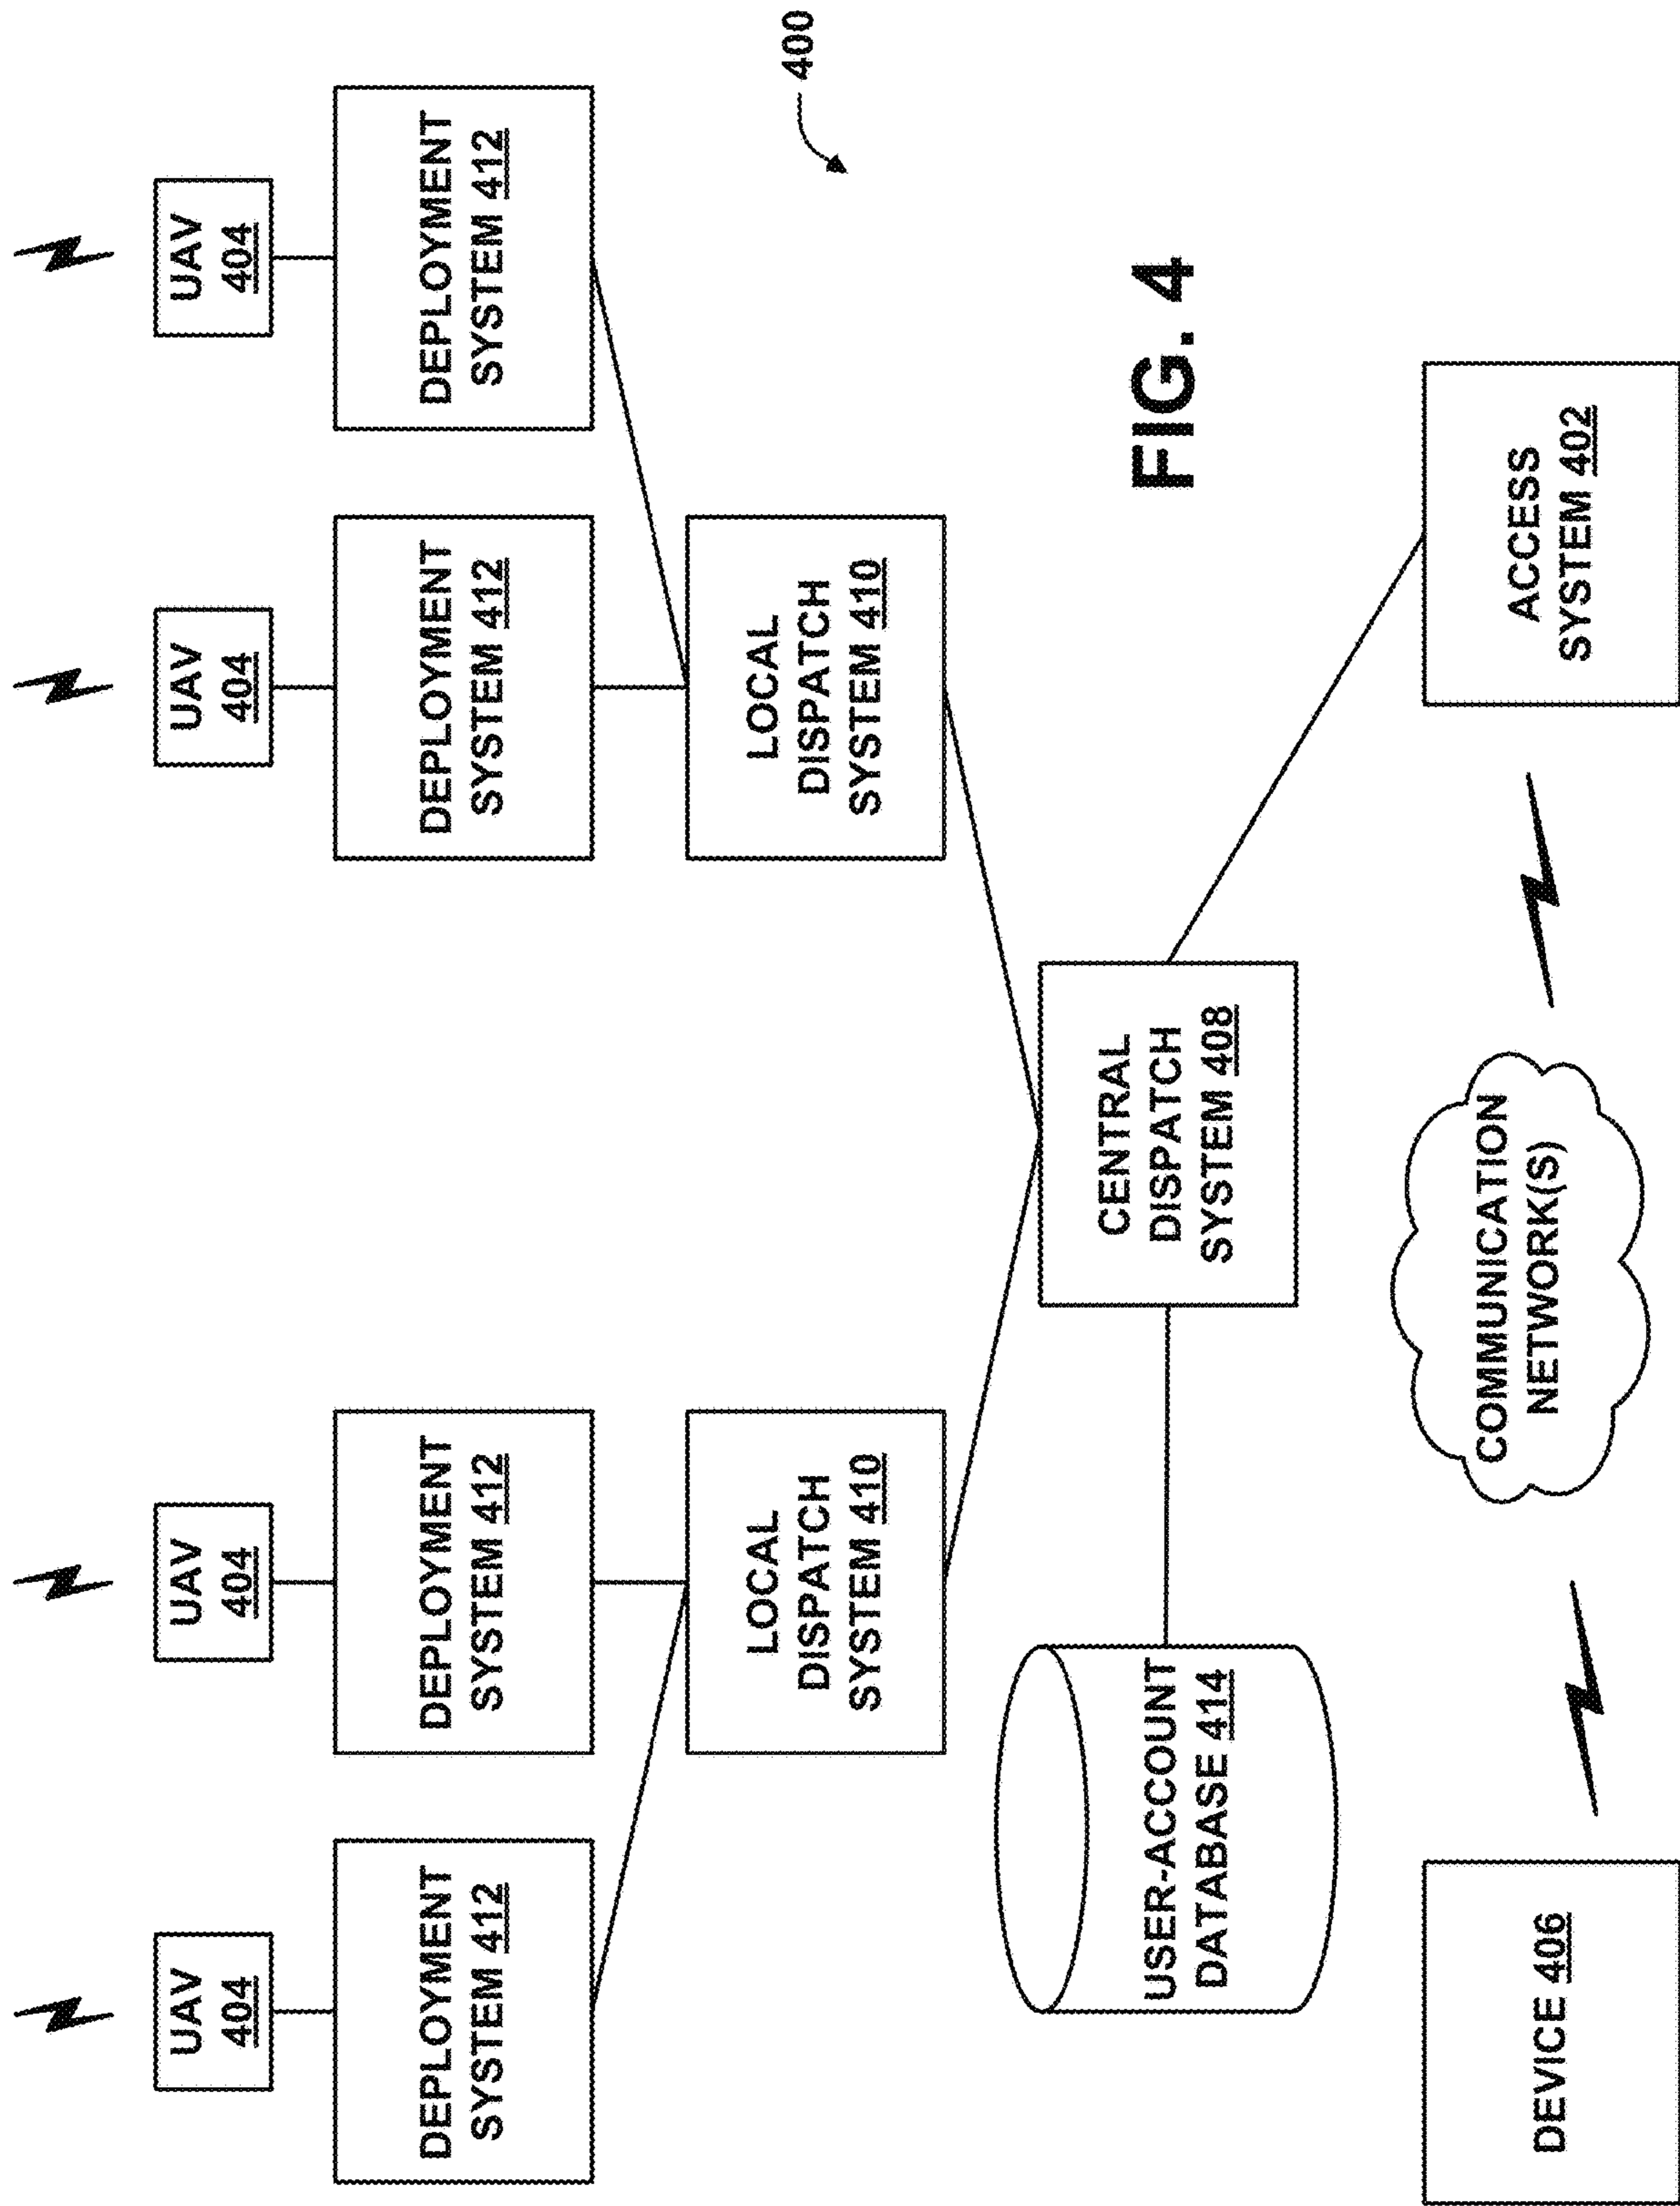 UAV
404
UAV
404
UAV
404
UAV
404
DEPLOYMENT
SYSTEM 412
DEPLOYMENT
SYSTEM 412
DEPLOYMENT
SYSTEM 412
DEPLOYMENT
SYSTEM 412
LOCAL
DISPATCH
SYSTEM 410
LOCAL
DISPATCH
SYSTEM 410
400
USER-ACCOUNT
DATABASE 414
CENTRAL
DISPATCH
SYSTEM 408
FIG. 4
DEVICE 406
COMMUNICATION
NETWORK(S)
ACCESS
SYSTEM 402